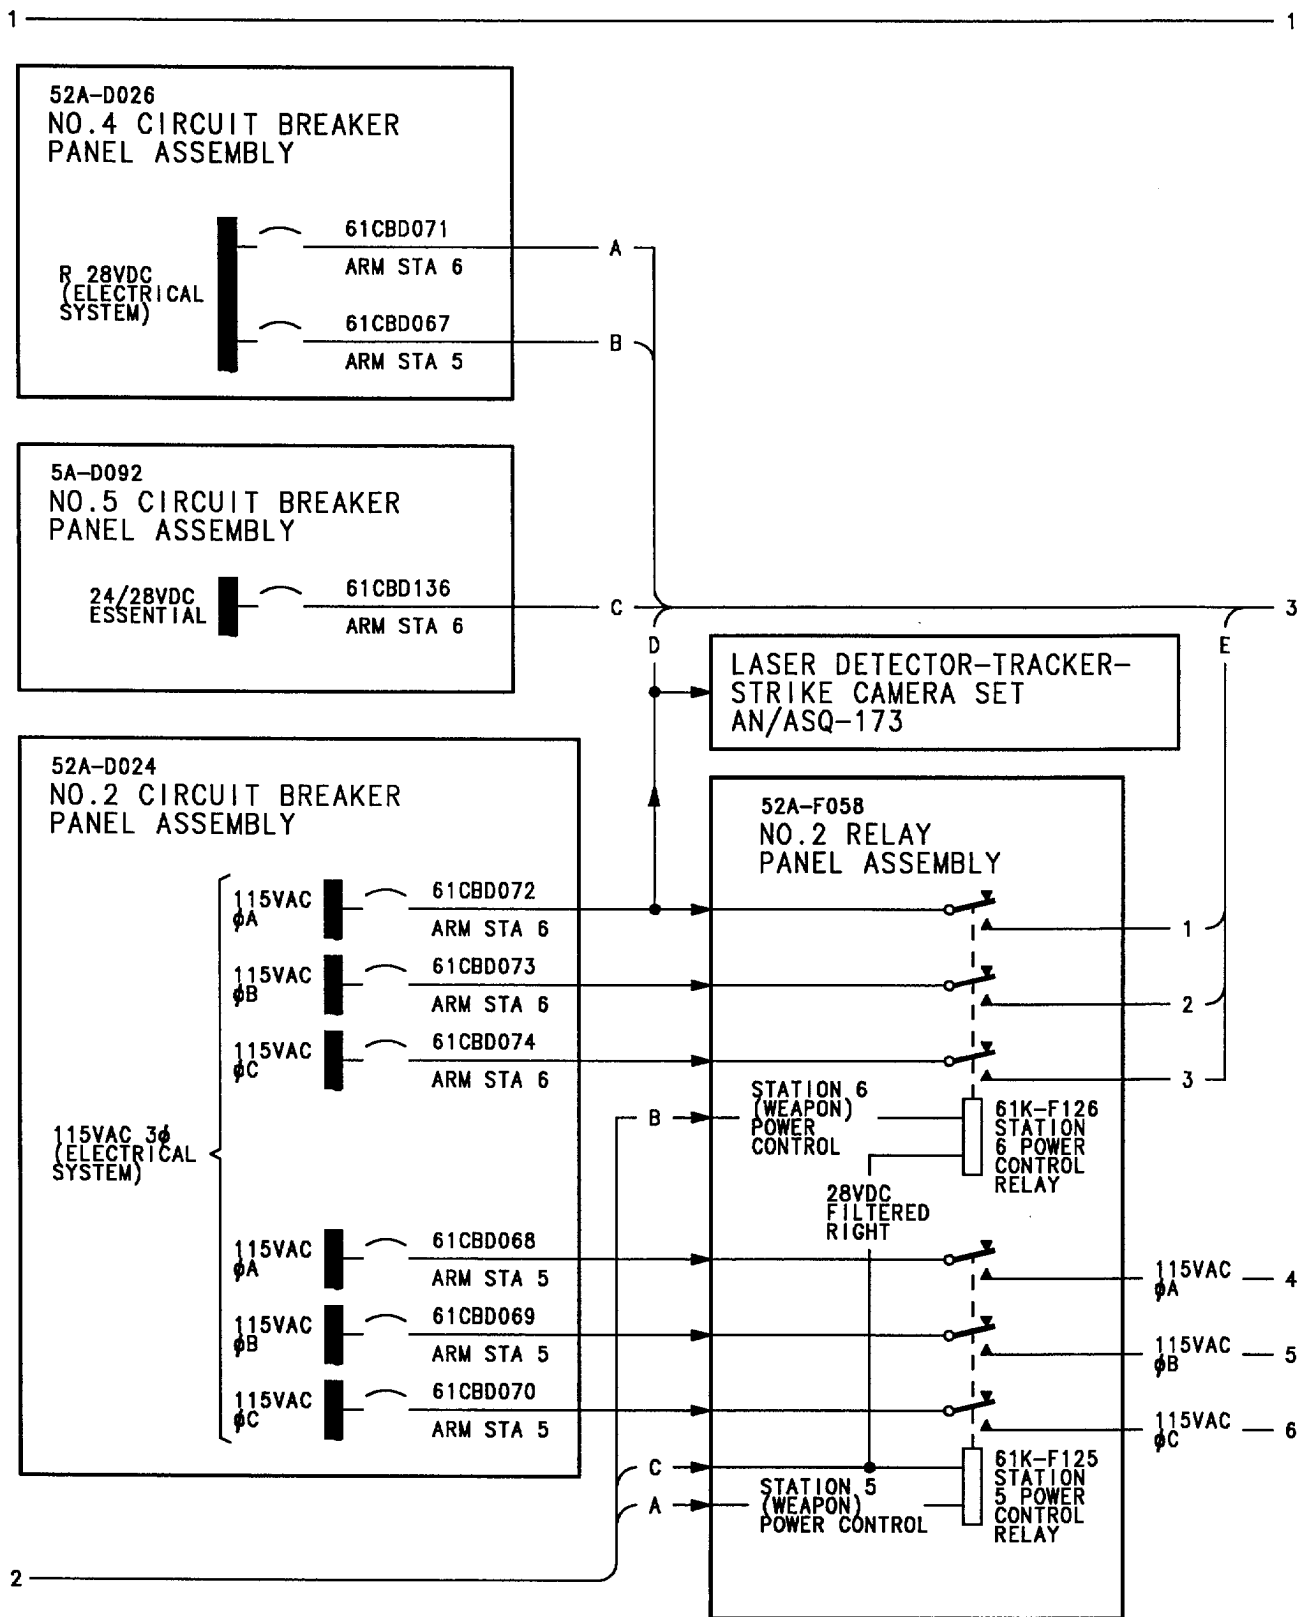 1 1
52A-D026
NO.4 CIRCUIT BREAKER
PANEL ASSEMBLY
61CBD071
A
ARM STA 6
R 28VDC
(ELECTRICAL
SYSTEM)
61CBD067
B
ARM STA 5
5A-D092
NO.5 CIRCUIT BREAKER
PANEL ASSEMBLY
24/28VDC
ESSENTIAL
61CBD136
ARM STA 6
C
3
D
E
LASER DETECTOR-TRACKER-
STRIKE CAMERA SET
AN/ASQ-173
52A-D024
NO.2 CIRCUIT BREAKER
PANEL ASSEMBLY
52A-F058
NO.2 RELAY
PANEL ASSEMBLY
115VAC
φA
61CBD072
ARM STA 6
1
115VAC
φB
61CBD073
ARM STA 6
2
115VAC
φC
61CBD074
ARM STA 6
3
115VAC 3φ
(ELECTRICAL
SYSTEM)
B
STATION 6
(WEAPON)
POWER
CONTROL
61K-F126
STATION
6 POWER
CONTROL
RELAY
28VDC
FILTERED
RIGHT
115VAC
φA
61CBD068
ARM STA 5
115VAC
φA
4
115VAC
φB
61CBD069
ARM STA 5
115VAC
φB
5
115VAC
φC
61CBD070
ARM STA 5
115VAC
φC
6
C
A
STATION 5
(WEAPON)
POWER CONTROL
61K-F125
STATION
5 POWER
CONTROL
RELAY
2